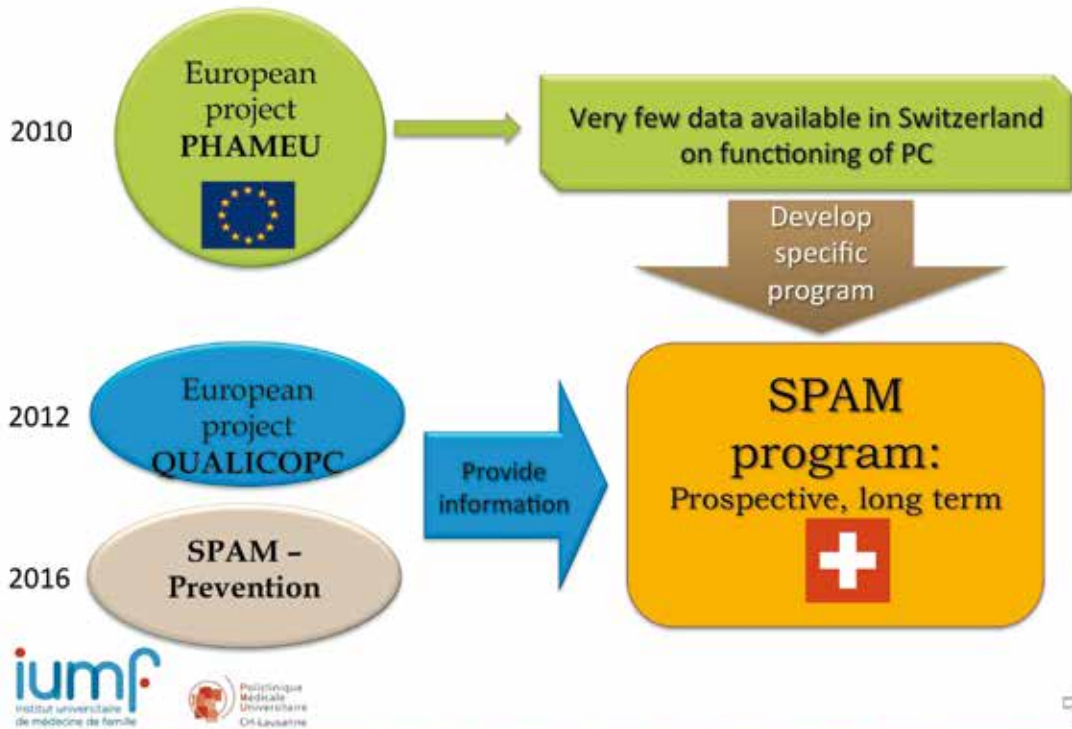 2010
European
project
PHAMEU
Very few data available in Switzerland
on functioning of PC
Develop
specific
program
2012
European
project
QUALICOPC
Provide
information
SPAM
program:
Prospective, long term
2016
SPAM –
Prevention
iumf
Institut universitaire
de médecine de famille
Policlinique
Médicale
Universitaire
CH-Lausanne